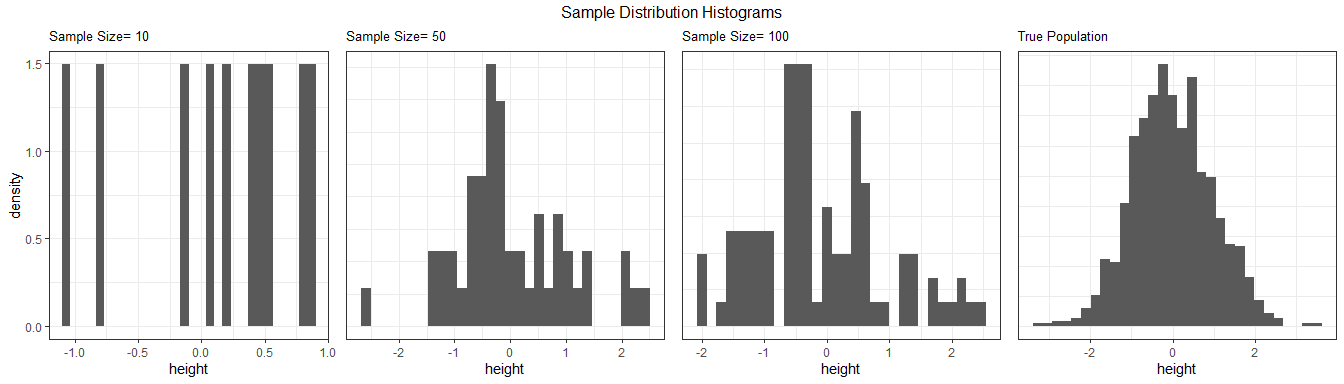 Sample Distribution Histograms
Sample Size= 10
Sample Size= 50
Sample Size= 100
True Population
density
1.5
1.0
0.5
0.0
-1.0 -0.5 0.0 0.5 1.0
-2 -1 0 1 2
-2 -1 0 1 2
-2 0 2
height
height
height
height